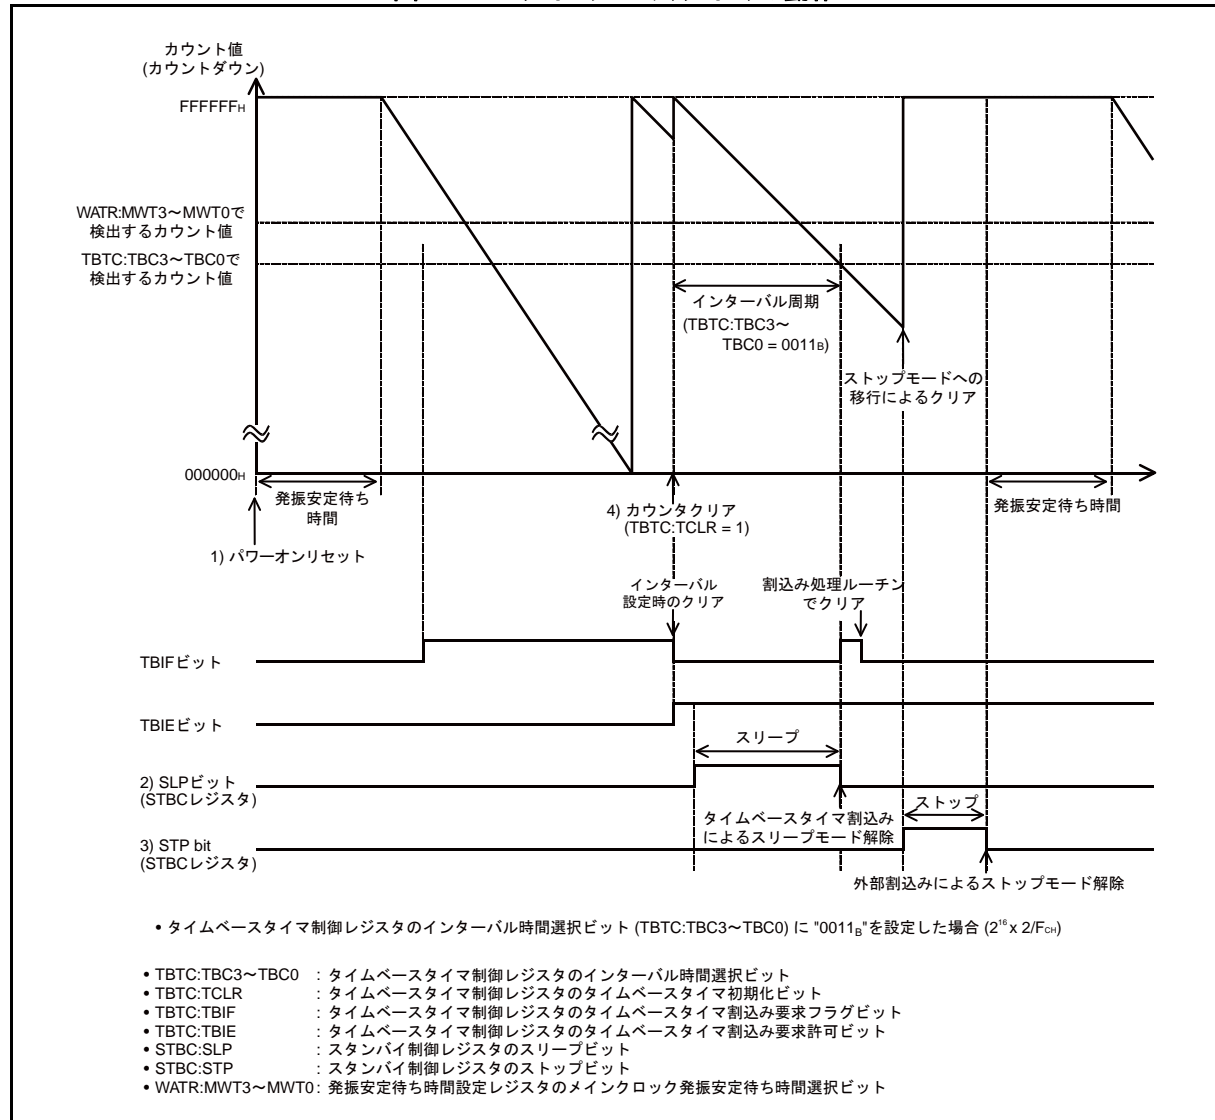 カウント値
(カウントダウン)
FFFFFFH
WATR:MWT3〜MWT0で
検出するカウント値
TBTC:TBC3〜TBC0で
検出するカウント値
インターバル周期
(TBTC:TBC3〜
TBC0 = 0011B)
ストップモードへの
移行によるクリア
000000H
発振安定待ち
時間
4) カウンタクリア
(TBTC:TCLR = 1)
発振安定待ち時間
1) パワーオンリセット
インターバル
設定時のクリア
割込み処理ルーチン
でクリア
TBIFビット
TBIEビット
スリープ
2) SLPビット
(STBCレジスタ)
ストップ
タイムベースタイマ割込み
によるスリープモード解除
3) STP bit
(STBCレジスタ)
外部割込みによるストップモード解除
• タイムベースタイマ制御レジスタのインターバル時間選択ビット (TBTC:TBC3〜TBC0) に "0011B"を設定した場合 (2¹⁶ x 2/FCH)
• TBTC:TBC3〜TBC0 : タイムベースタイマ制御レジスタのインターバル時間選択ビット
• TBTC:TCLR : タイムベースタイマ制御レジスタのタイムベースタイマ初期化ビット
• TBTC:TBIF : タイムベースタイマ制御レジスタのタイムベースタイマ割込み要求フラグビット
• TBTC:TBIE : タイムベースタイマ制御レジスタのタイムベースタイマ割込み要求許可ビット
• STBC:SLP : スタンバイ制御レジスタのスリープビット
• STBC:STP : スタンバイ制御レジスタのストップビット
• WATR:MWT3〜MWT0 : 発振安定待ち時間設定レジスタのメインクロック発振安定待ち時間選択ビット